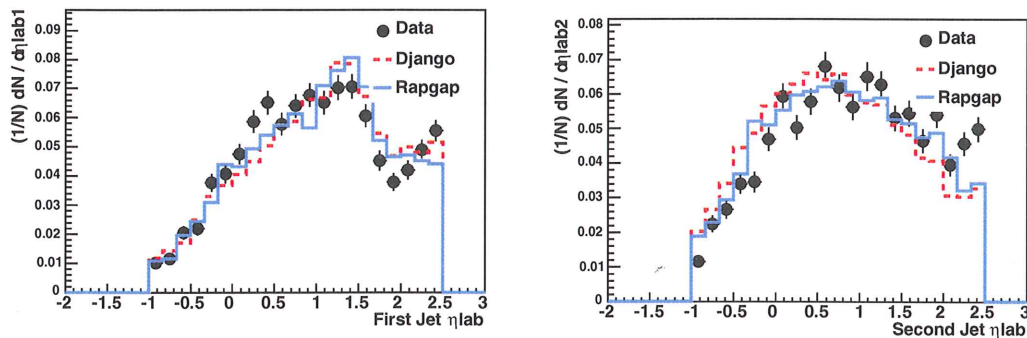 (1/N) dN / dηlab1
0.09
0.08
0.07
0.06
0.05
0.04
0.03
0.02
0.01
0
-2 -1.5 -1 -0.5 0 0.5 1 1.5 2 2.5 3
First Jet ηlab
Data
Django
Rapgap
(1/N) dN / dηlab2
0.08
0.07
0.06
0.05
0.04
0.03
0.02
0.01
0
-2 -1.5 -1 -0.5 0 0.5 1 1.5 2 2.5 3
Second Jet ηlab
Data
Django
Rapgap